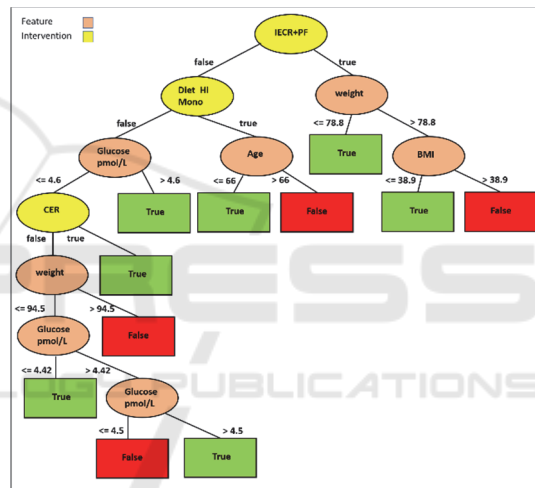 Feature
Intervention
IECR+PF
false
true
Diet Hi
Mono
weight
false
true
<= 78.8
> 78.8
Glucose
pmol/L
Age
True
BMI
<= 4.6
> 4.6
<= 66
> 66
<= 38.9
> 38.9
CER
True
True
False
True
False
false
true
weight
True
<= 94.5
> 94.5
Glucose
pmol/L
False
<= 4.42
> 4.42
True
Glucose
pmol/L
<= 4.5
> 4.5
False
True
PRESS
LOGY PUBLICATIONS